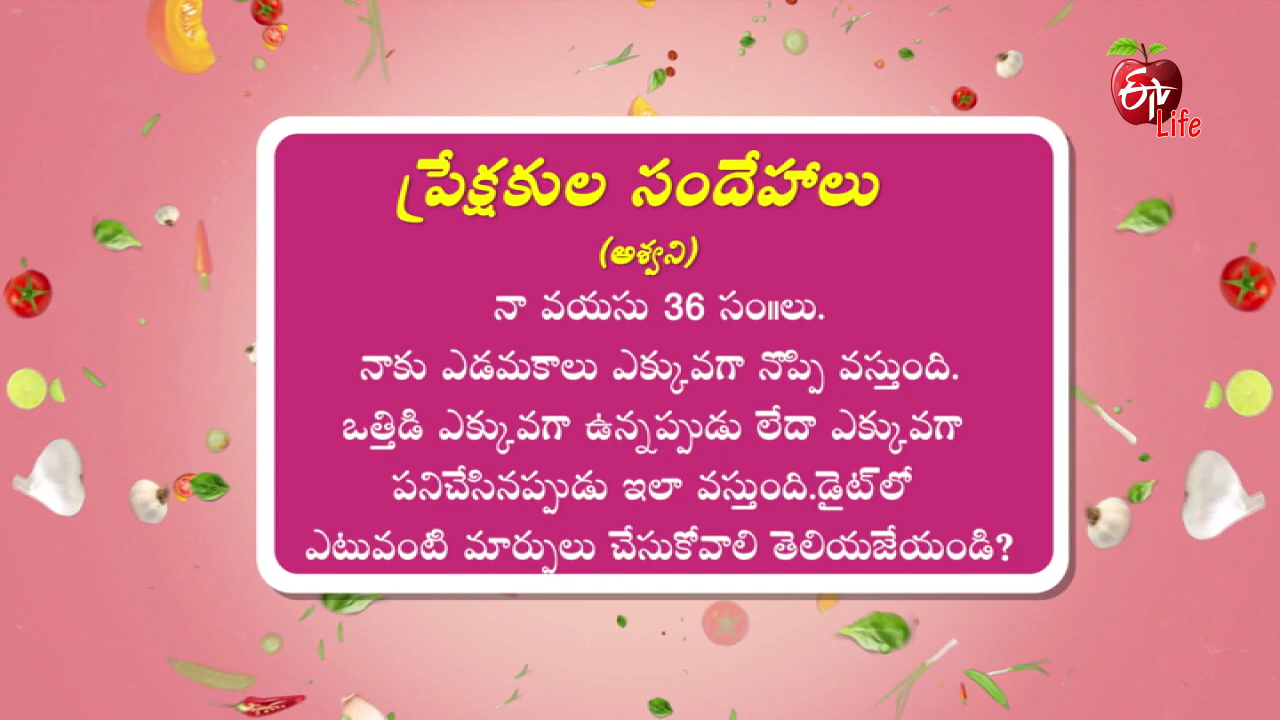 ఈtv
Life
ప్రేక్షకుల సందేహాలు
(అశ్వని)
నా వయసు 36 సం॥లు.
నాకు ఎడమకాలు ఎక్కువగా నొప్పి వస్తుంది.
ఒత్తిడి ఎక్కువగా ఉన్నప్పుడు లేదా ఎక్కువగా
పనిచేసినప్పుడు ఇలా వస్తుంది.డైట్‌లో
ఎటువంటి మార్పులు చేసుకోవాలి తెలియజేయండి?